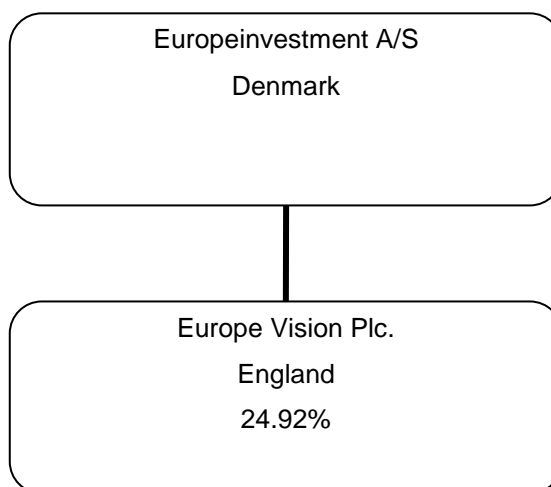 Europeinvestment A/S
Denmark
Europe Vision Plc.
England
24.92%